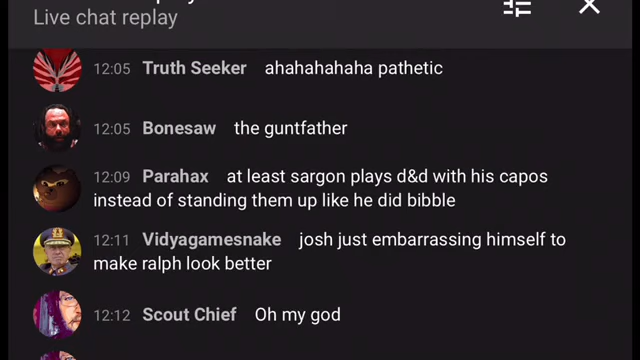 Live chat replay
12:05 Truth Seeker ahahahahaha pathetic
12:05 Bonesaw the guntfather
12:09 Parahax at least sargon plays d&d with his capos
instead of standing them up like he did bibble
12:11 Vidyagamesnake josh just embarrassing himself to
make ralph look better
12:12 Scout Chief Oh my god